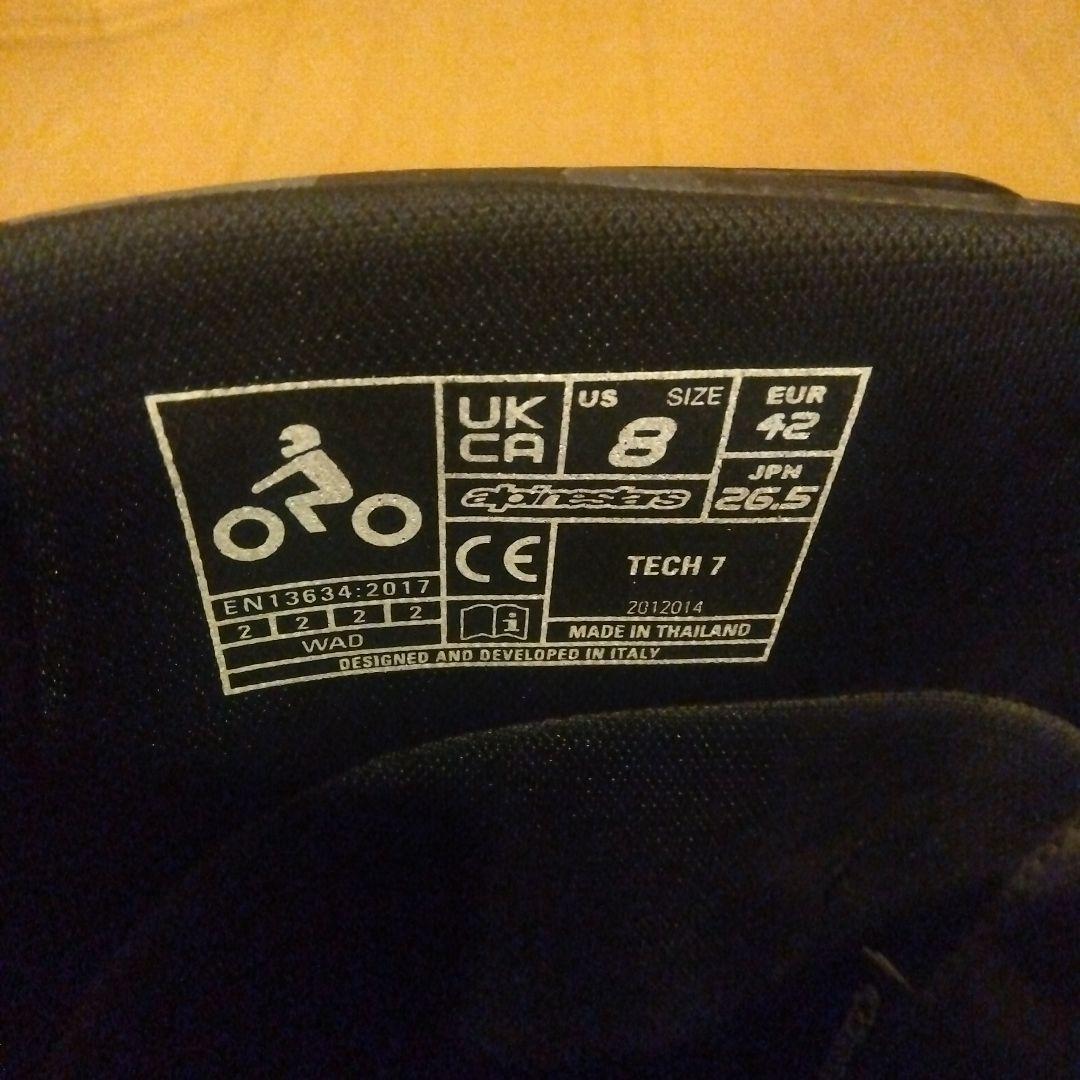 UK
CA
US SIZE
8
EUR
42
JPN
26.5
alpinestars
CE
TECH 7
2012014
EN13634:2017
2 2 2 2
WAD
i
MADE IN THAILAND
DESIGNED AND DEVELOPED IN ITALY